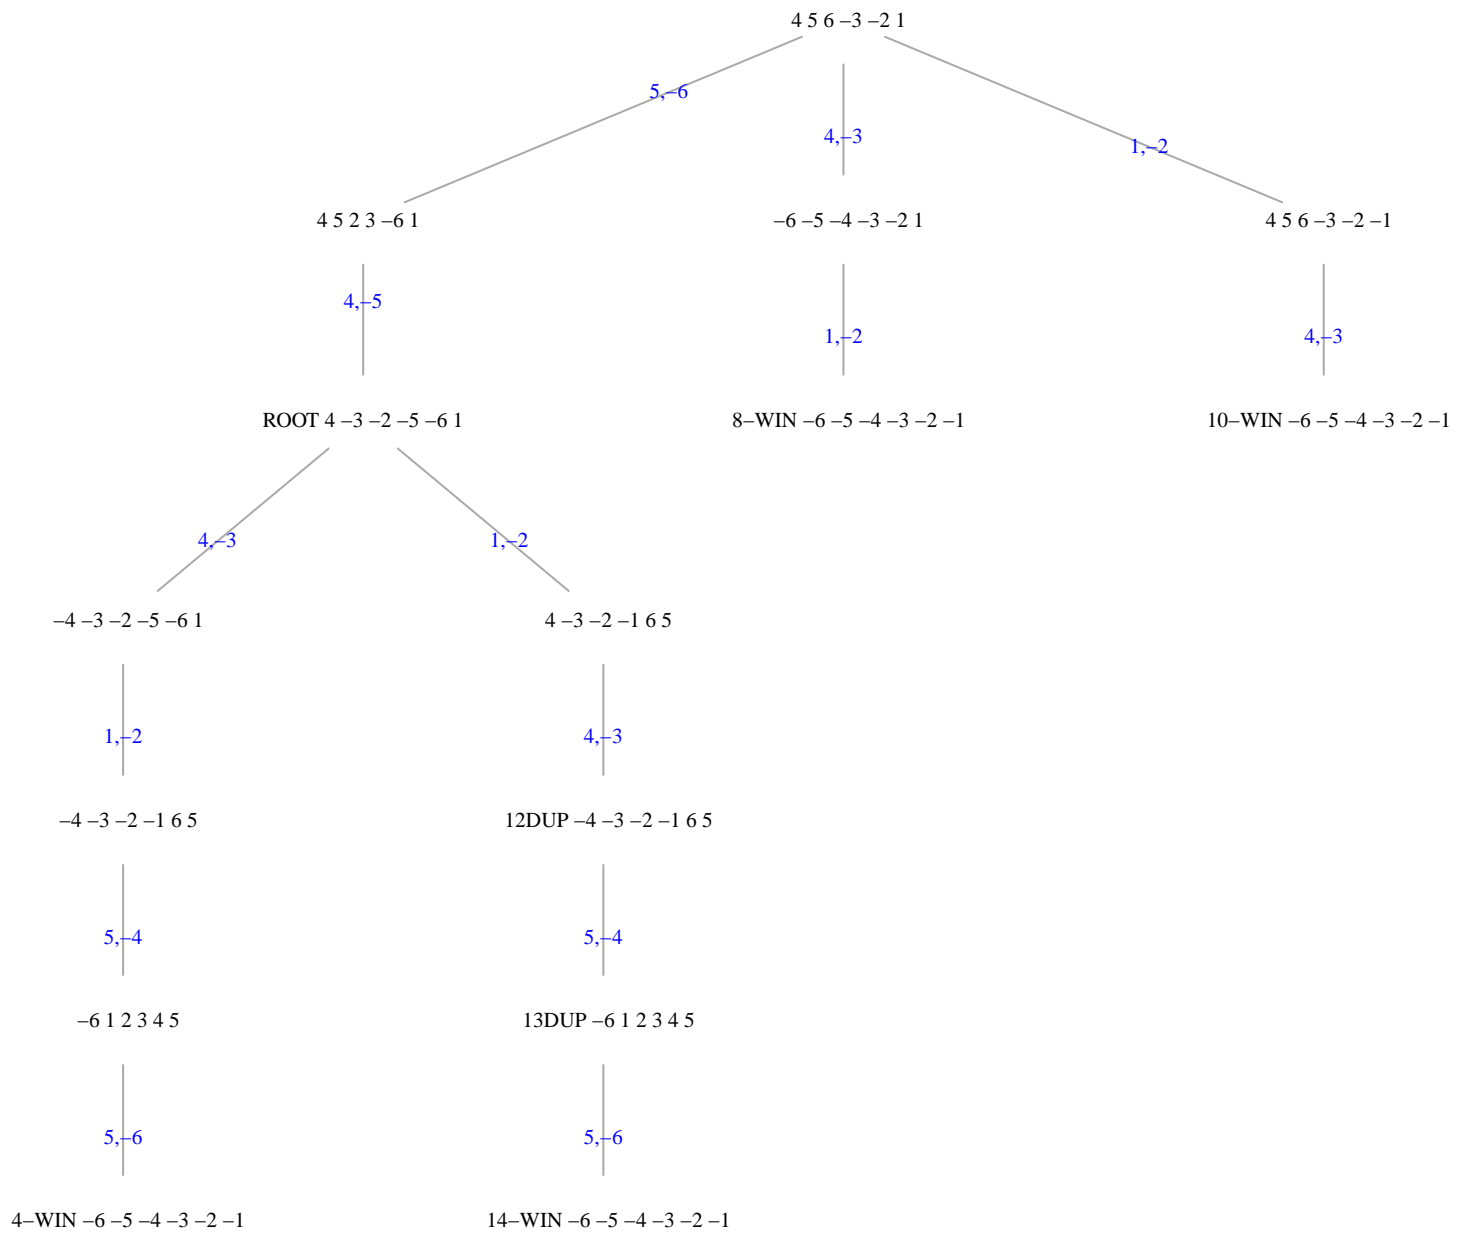 4 5 6 –3 –2 1
5,–6
4,–3
1,–2
4 5 2 3 –6 1
–6 –5 –4 –3 –2 1
4 5 6 –3 –2 –1
4,–5
1,–2
4,–3
ROOT 4 –3 –2 –5 –6 1
8–WIN –6 –5 –4 –3 –2 –1
10–WIN –6 –5 –4 –3 –2 –1
4,–3
1,–2
–4 –3 –2 –5 –6 1
4 –3 –2 –1 6 5
1,–2
4,–3
–4 –3 –2 –1 6 5
12DUP –4 –3 –2 –1 6 5
5,–4
5,–4
–6 1 2 3 4 5
13DUP –6 1 2 3 4 5
5,–6
5,–6
4–WIN –6 –5 –4 –3 –2 –1
14–WIN –6 –5 –4 –3 –2 –1